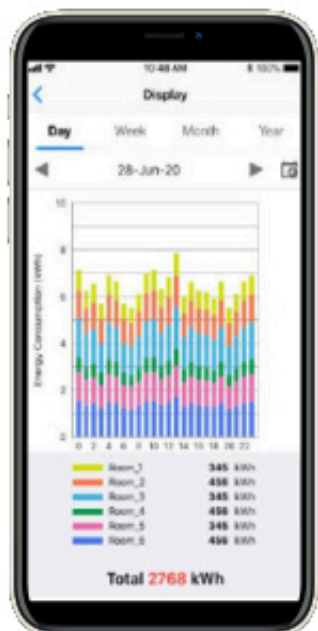 10:48 AM 100%
Display
Day Week Month Year
28-Jun-20
Energy Consumption (kWh)
10
8
6
4
2
0
0 2 4 6 8 10 12 14 16 18 20 22
Room_1 345 kWh
Room_2 456 kWh
Room_3 345 kWh
Room_4 456 kWh
Room_5 345 kWh
Room_6 456 kWh
Total 2768 kWh